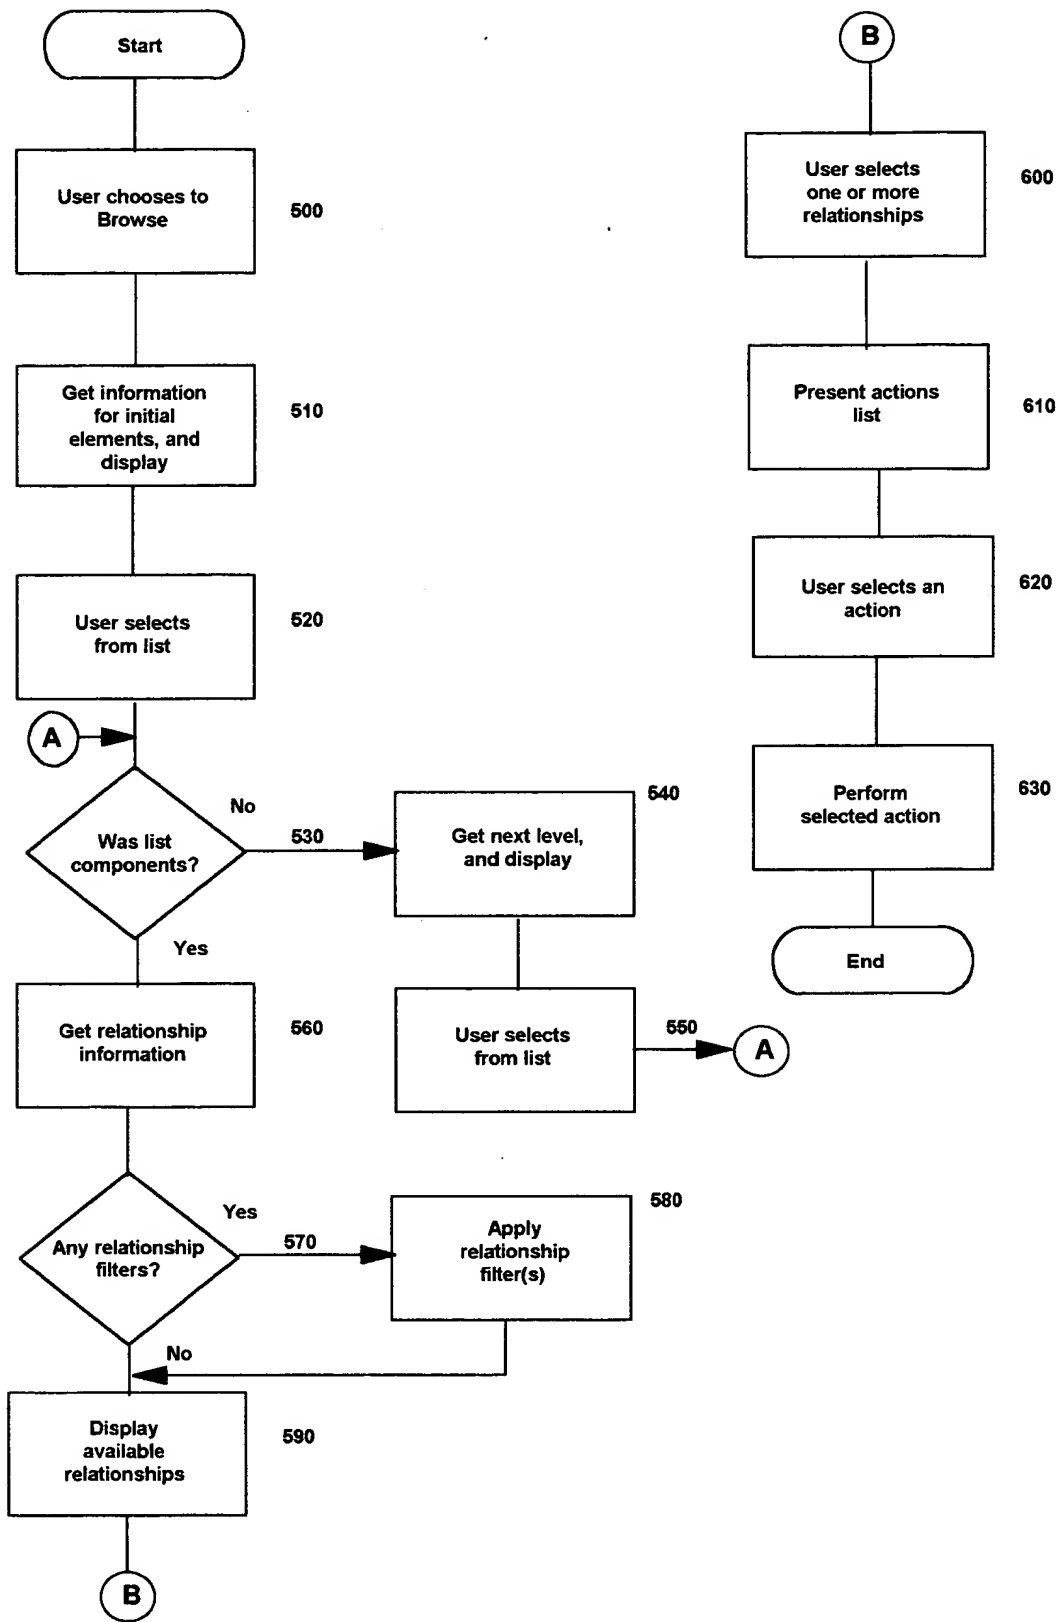 Start
User chooses to
Browse
500
Get information
for initial
elements, and
display
510
User selects
from list
520
A
Was list
components?
No
530
Yes
540
Get next level,
and display
User selects
from list
550
A
Get relationship
information
560
Any relationship
filters?
Yes
570
No
580
Apply
relationship
filter(s)
Display
available
relationships
590
B
B
User selects
one or more
relationships
600
Present actions
list
610
User selects an
action
620
Perform
selected action
630
End